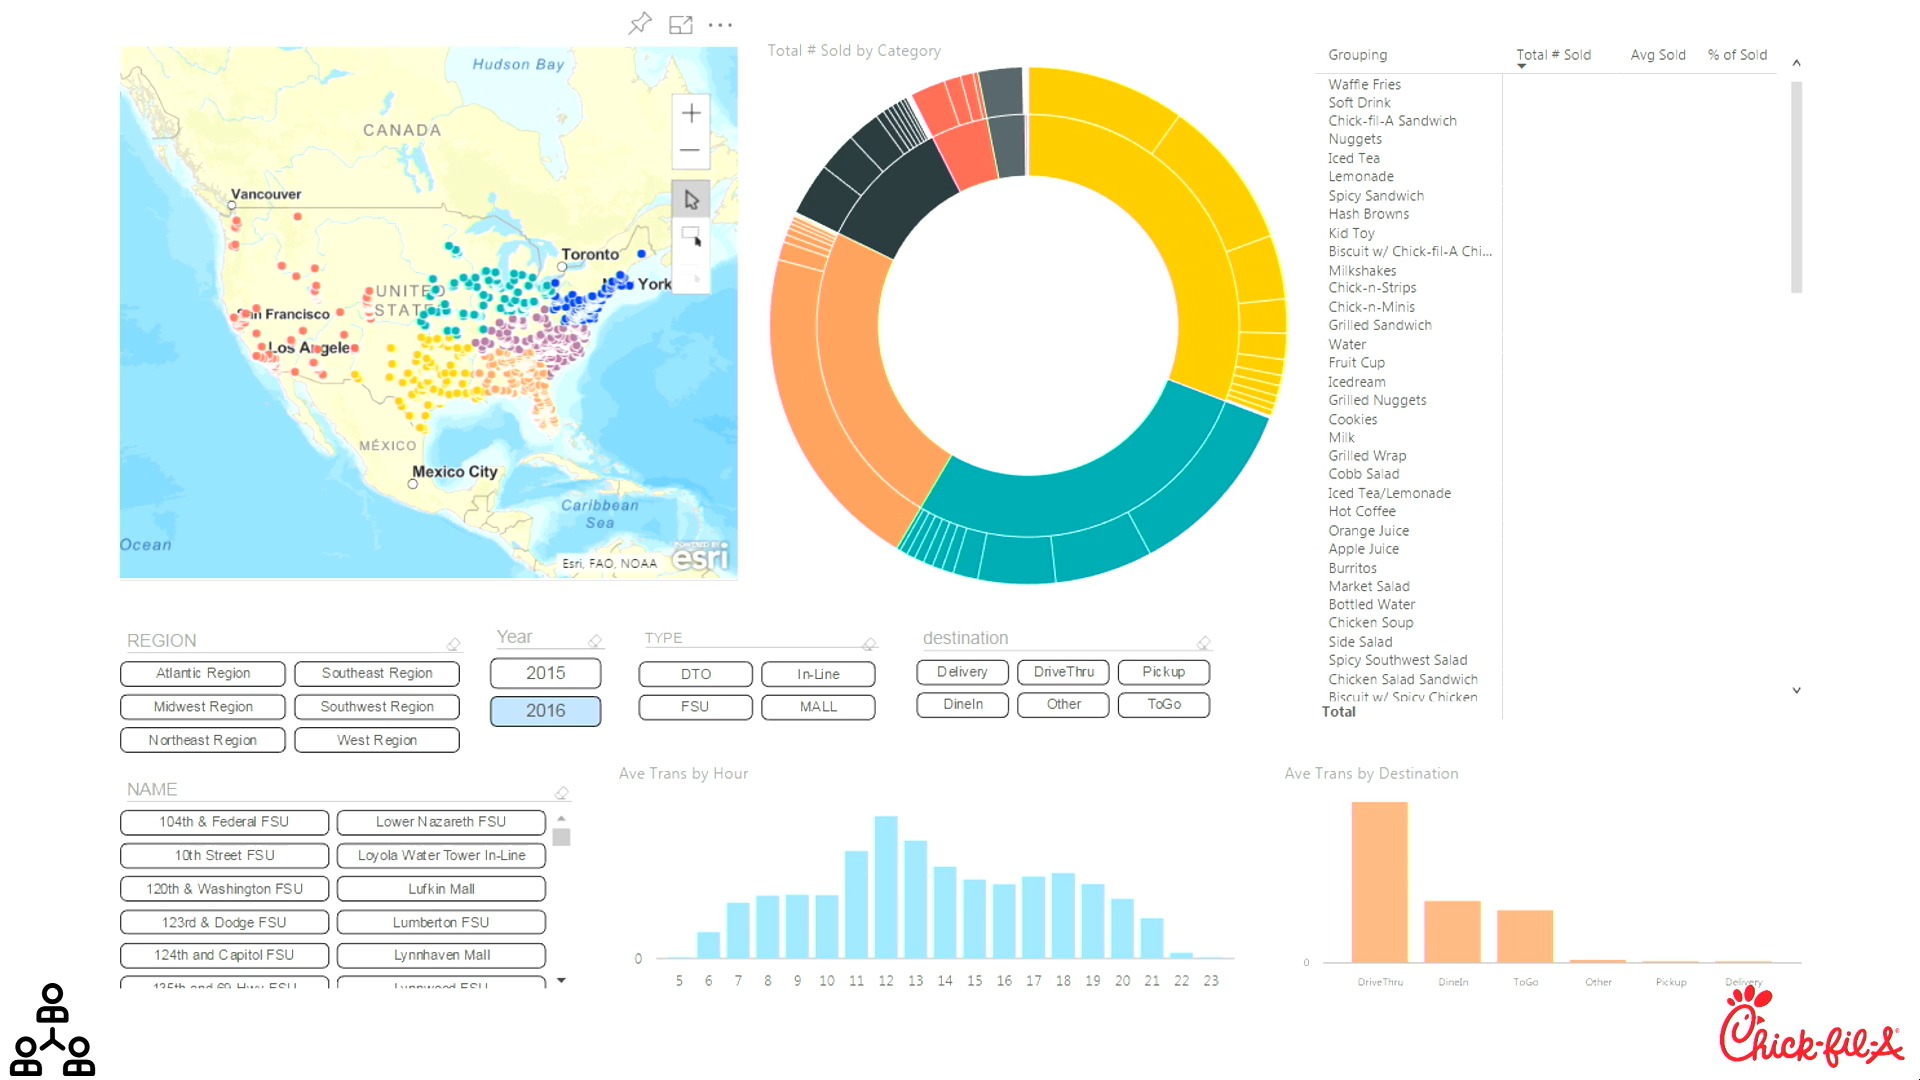 Hudson Bay
CANADA
Vancouver
Toronto
York
UNITED
STAT
San Francisco
Los Angeles
MÉXICO
Mexico City
Caribbean
Sea
Ocean
Esri, FAO, NOAA
POWERED BY
esri
Total # Sold by Category
Grouping Total # Sold Avg Sold % of Sold
Waffle Fries
Soft Drink
Chick-fil-A Sandwich
Nuggets
Iced Tea
Lemonade
Spicy Sandwich
Hash Browns
Kid Toy
Biscuit w/ Chick-fil-A Chi...
Milkshakes
Chick-n-Strips
Chick-n-Minis
Grilled Sandwich
Water
Fruit Cup
Icedream
Grilled Nuggets
Cookies
Milk
Grilled Wrap
Cobb Salad
Iced Tea/Lemonade
Hot Coffee
Orange Juice
Apple Juice
Burritos
Market Salad
Bottled Water
Chicken Soup
Side Salad
Spicy Southwest Salad
Chicken Salad Sandwich
Biscuit w/ Spicy Chicken
Total
REGION
Atlantic Region Southeast Region
Midwest Region Southwest Region
Northeast Region West Region
Year
2015
2016
TYPE
DTO In-Line
FSU MALL
destination
Delivery DriveThru Pickup
DineIn Other ToGo
NAME
104th & Federal FSU Lower Nazareth FSU
10th Street FSU Loyola Water Tower In-Line
120th & Washington FSU Lufkin Mall
123rd & Dodge FSU Lumberton FSU
124th and Capitol FSU Lynnhaven Mall
135th and 69 Hwy FSU Lynnwood FSU
Ave Trans by Hour
0
5 6 7 8 9 10 11 12 13 14 15 16 17 18 19 20 21 22 23
Ave Trans by Destination
0
DriveThru DineIn ToGo Other Pickup Delivery
Chick-fil-A